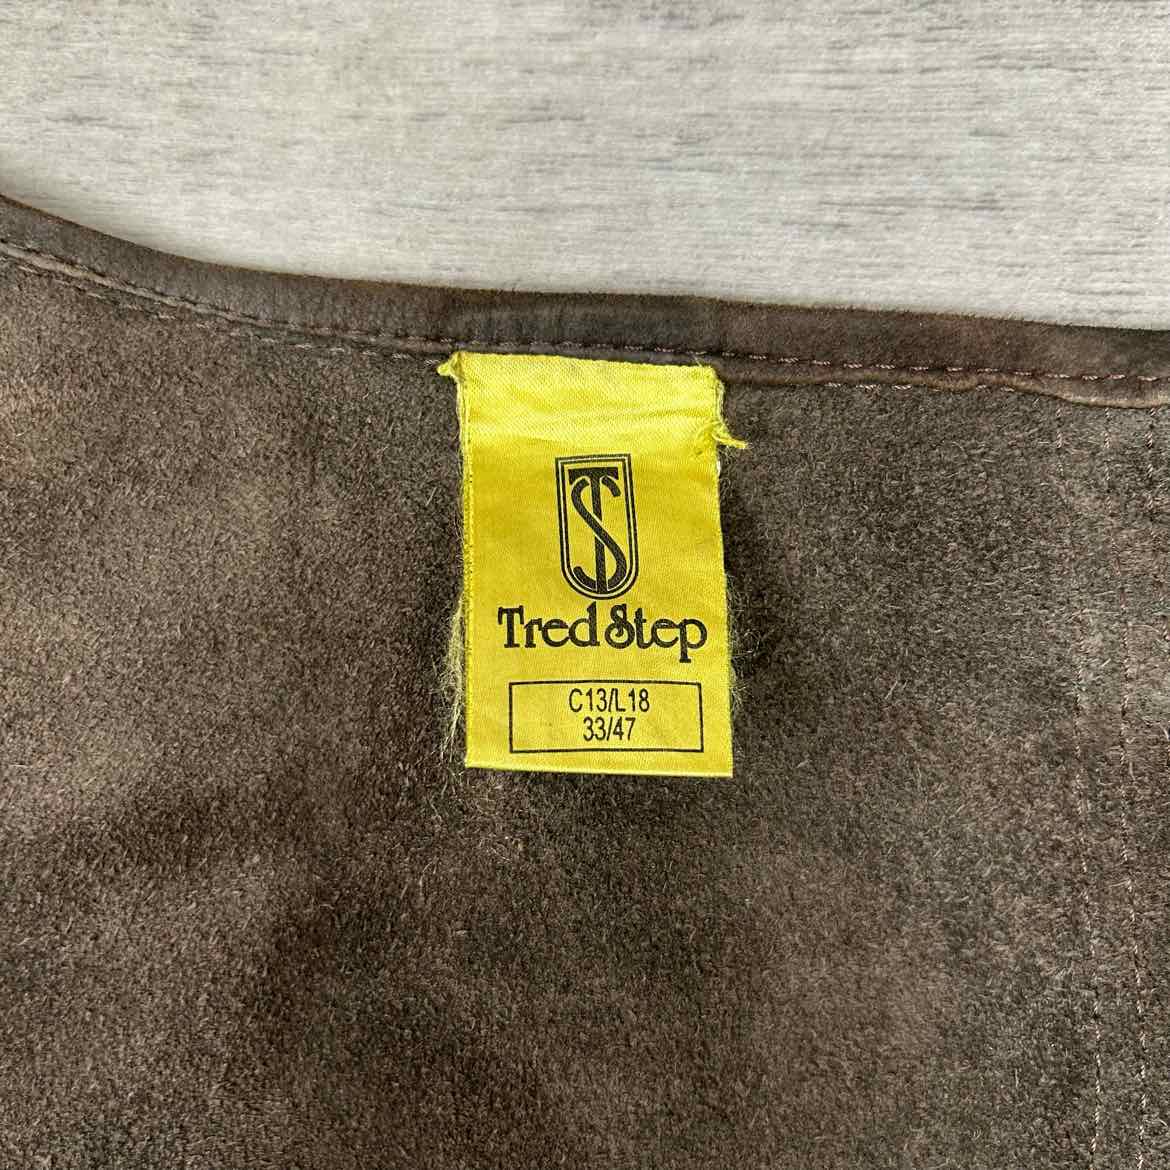 TS
Tred Step
C13/L18
33/47